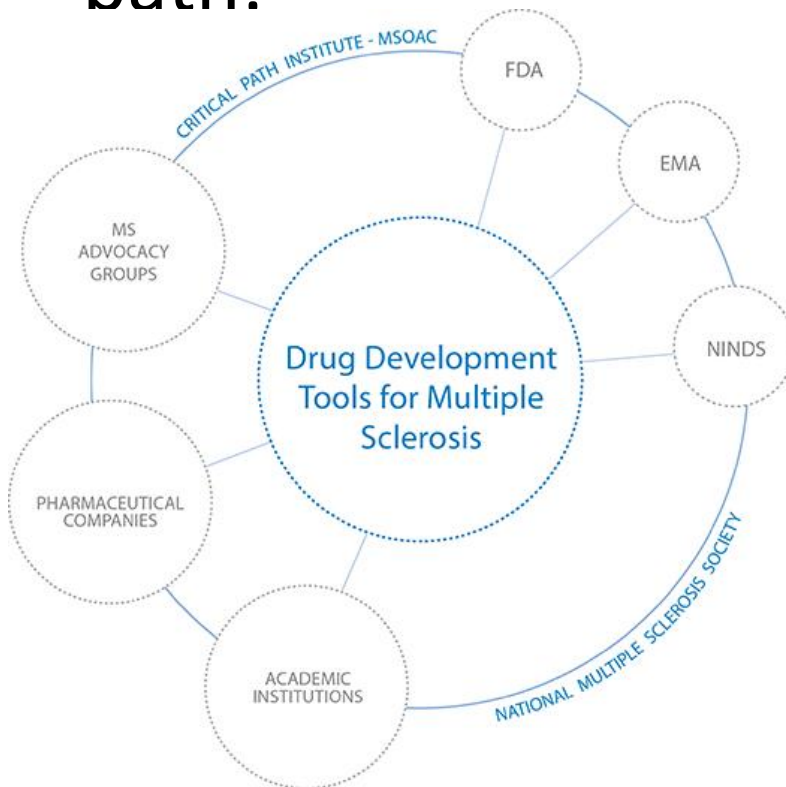 CRITICAL PATH INSTITUTE - MSOAC
FDA
EMA
MS
ADVOCACY
GROUPS
NINDS
Drug Development
Tools for Multiple
Sclerosis
PHARMACEUTICAL
COMPANIES
ACADEMIC
INSTITUTIONS
NATIONAL MULTIPLE SCLEROSIS SOCIETY